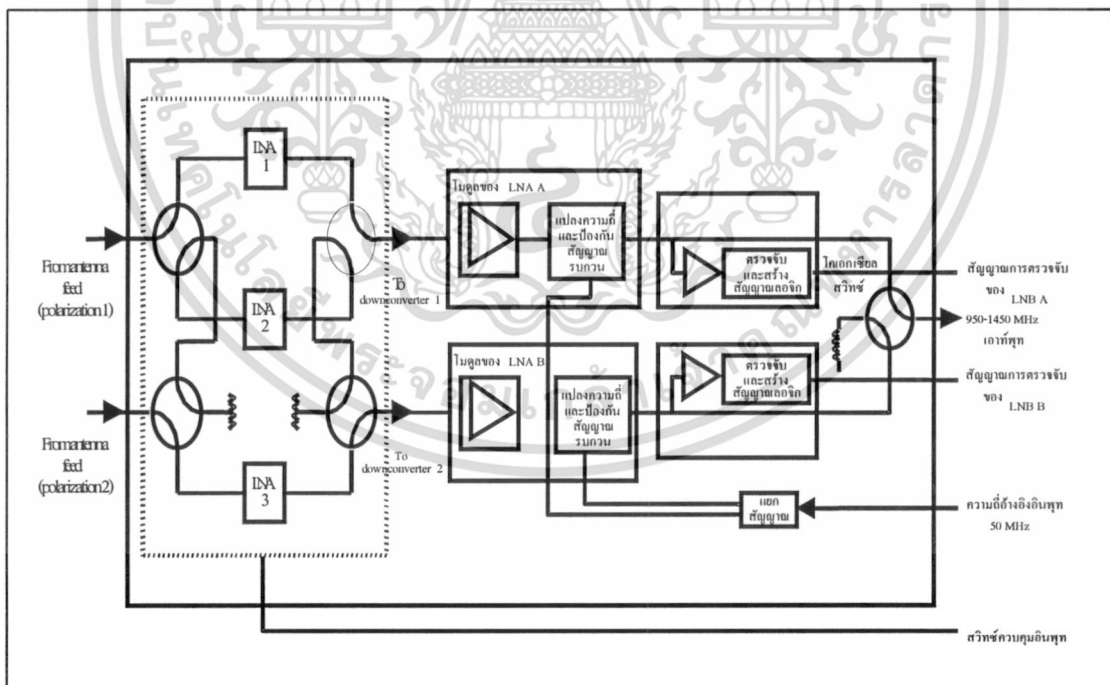 LNA
1
LNA
2
LNA
3
From antenna
feed
(polarization 1)
From antenna
feed
(polarization 2)
To
downconverter 1
To
downconverter 2
โมดูลของ LNA A
แปลงความถี่
และป้องกัน
สัญญาณ
รบกวน
ตรวจจับ
และสร้าง
สัญญาณลอจิก
โคเอกเซียล
สวิทซ์
โมดูลของ LNA B
แปลงความถี่
และป้องกัน
สัญญาณ
รบกวน
ตรวจจับ
และสร้าง
สัญญาณลอจิก
แยก
สัญญาณ
สัญญาณการตรวจจับ
ของ LNB A
950-1450 MHz
เอาท์พุท
สัญญาณการตรวจจับ
ของ LNB B
ความถี่อ้างอิงอินพุท
50 MHz
สวิทซ์ควบคุมอินพุท